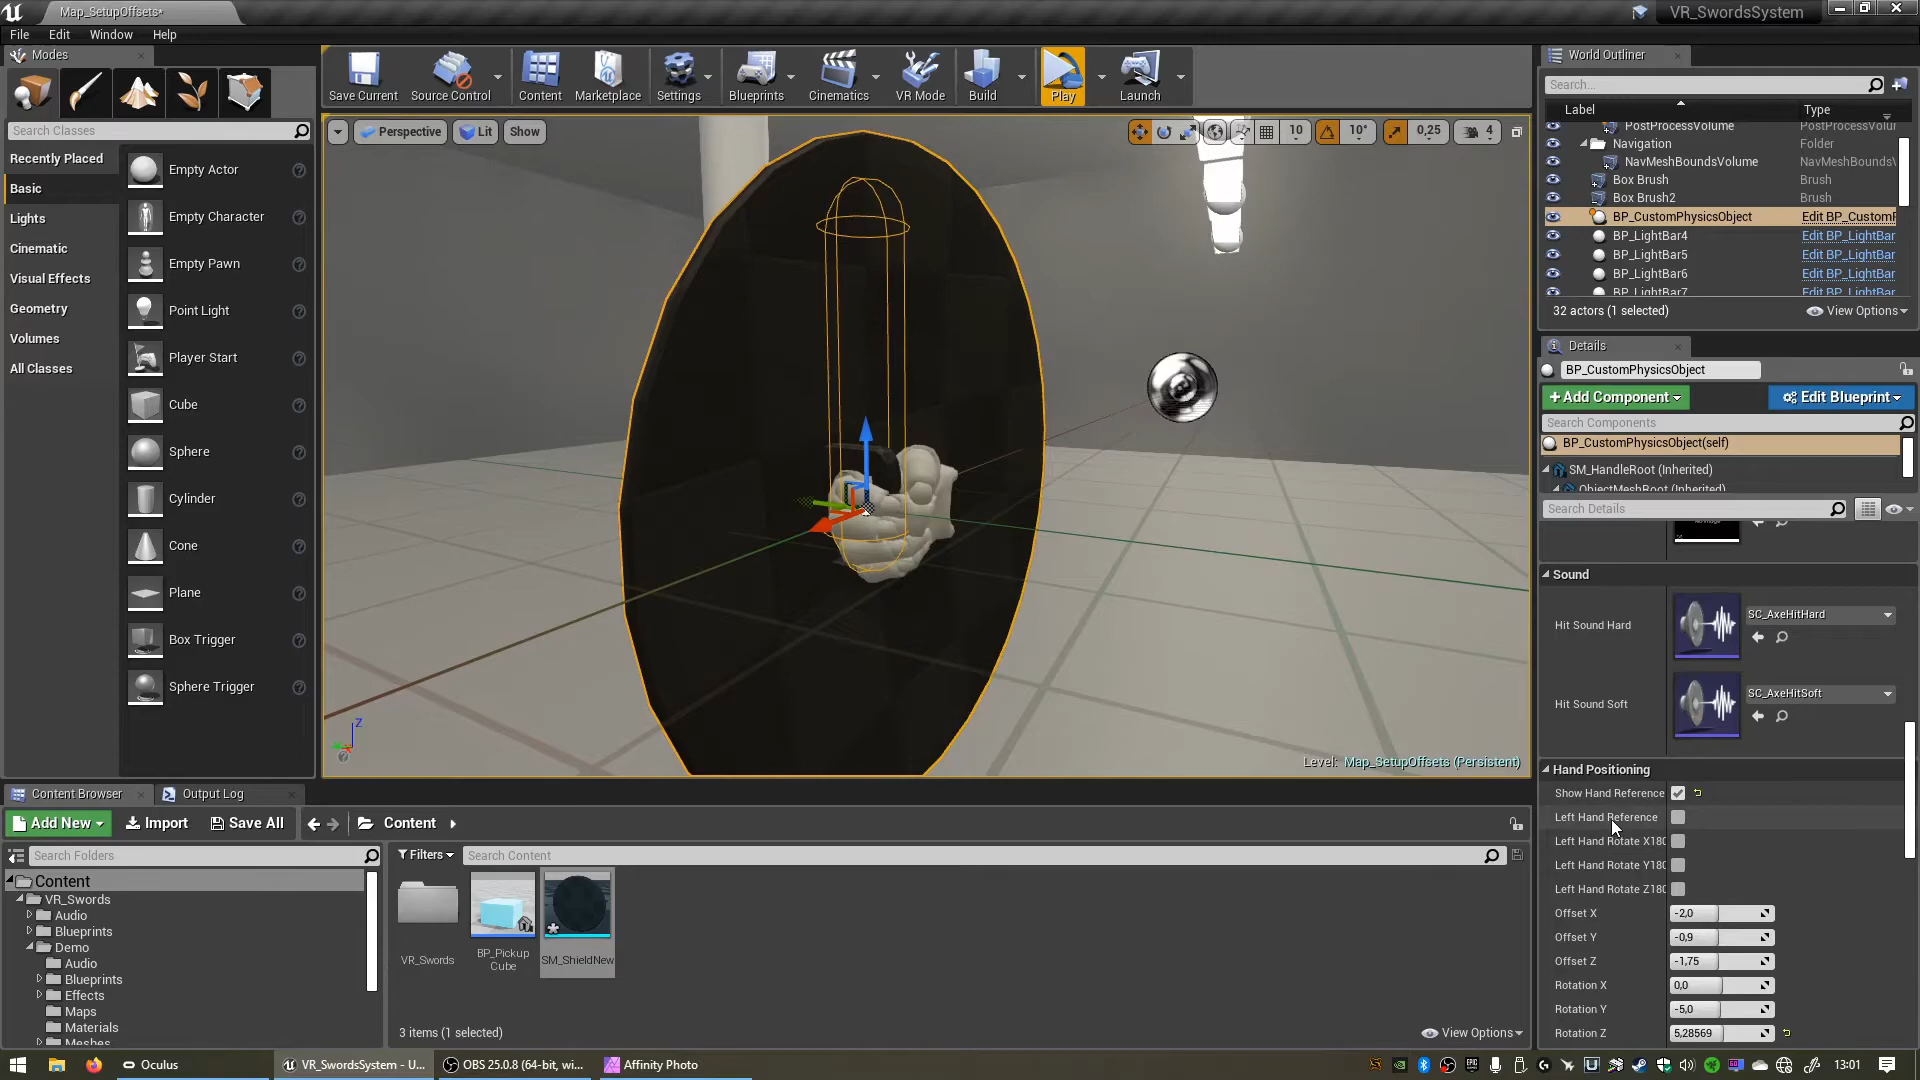 Map_SetupOffsets*
VR_SwordsSystem
File Edit Window Help
Modes
Search Classes
Recently Placed
Basic
Lights
Cinematic
Visual Effects
Geometry
Volumes
All Classes
Empty Actor
Empty Character
Empty Pawn
Point Light
Player Start
Cube
Sphere
Cylinder
Cone
Plane
Box Trigger
Sphere Trigger
Save Current
Source Control
Content
Marketplace
Settings
Blueprints
Cinematics
VR Mode
Build
Play
Launch
Perspective Lit Show
10 10° 0,25 4
Z
Level: Map_SetupOffsets (Persistent)
World Outliner
Search...
Label Type
PostProcessVolume PostProcessVolur
Navigation Folder
NavMeshBoundsVolume NavMeshBounds\
Box Brush Brush
Box Brush2 Brush
BP_CustomPhysicsObject Edit BP_CustomF
BP_LightBar4 Edit BP_LightBar
BP_LightBar5 Edit BP_LightBar
BP_LightBar6 Edit BP_LightBar
BP_LightBar7 Edit BP_LightBar
32 actors (1 selected) View Options
Details
BP_CustomPhysicsObject
+Add Component Edit Blueprint
Search Components
BP_CustomPhysicsObject(self)
SM_HandleRoot (Inherited)
ObjectMeshRoot (Inherited)
Search Details
Sound
Hit Sound Hard SC_AxeHitHard
Hit Sound Soft SC_AxeHitSoft
Hand Positioning
Show Hand Reference
Left Hand Reference
Left Hand Rotate X180
Left Hand Rotate Y180
Left Hand Rotate Z180
Offset X -2,0
Offset Y -0,9
Offset Z -1,75
Rotation X 0,0
Rotation Y -5,0
Rotation Z 5,28569
Content Browser Output Log
Add New Import Save All Content
Search Folders
Filters Search Content
Content
VR_Swords
Audio
Blueprints
Demo
Audio
Blueprints
Effects
Maps
Materials
Meshes
VR_Swords
BP_Pickup
Cube
SM_ShieldNew
3 items (1 selected) View Options
Oculus
VR_SwordsSystem - U...
OBS 25.0.8 (64-bit, wi...
Affinity Photo
13:01